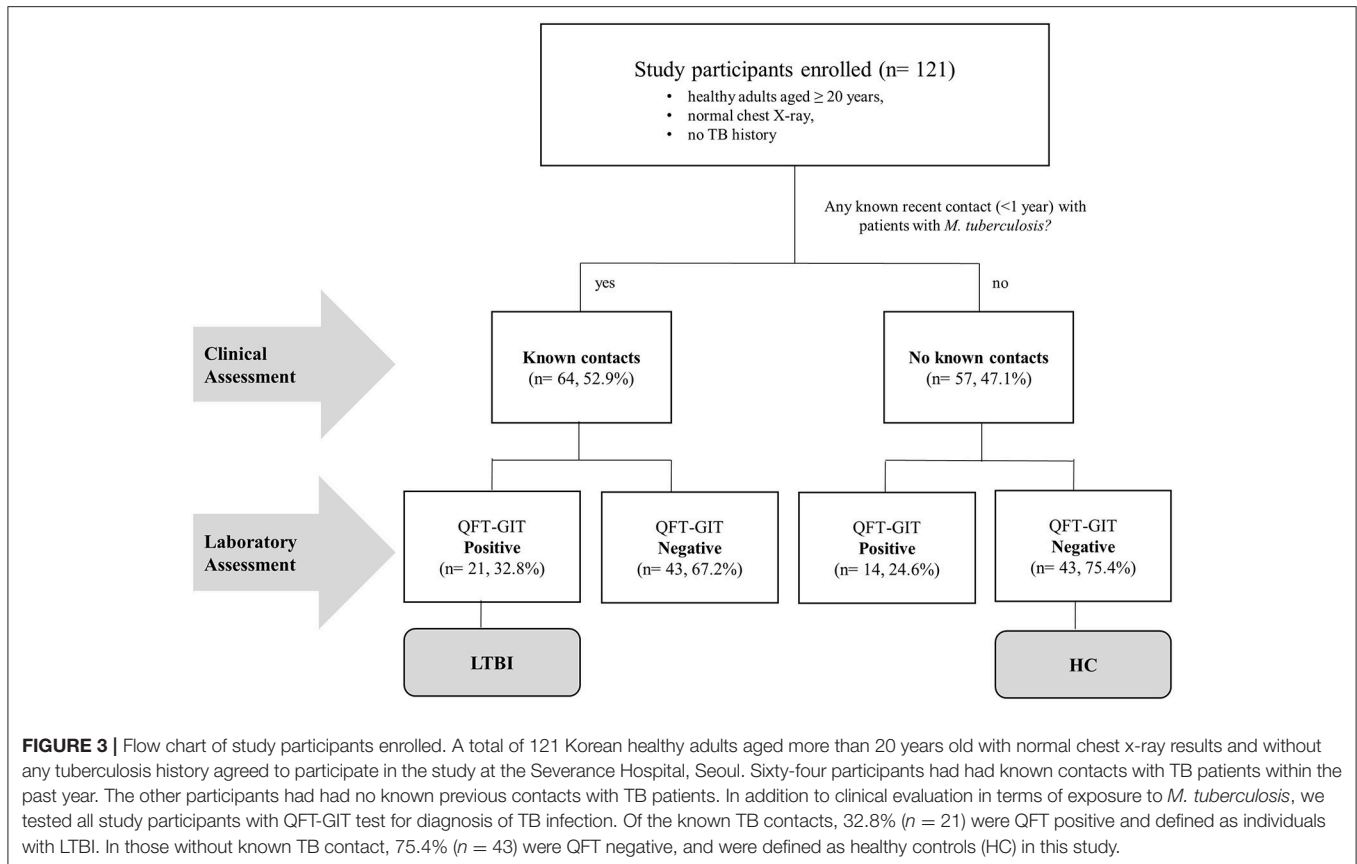 Study participants enrolled (n= 121)
• healthy adults aged ≥ 20 years,
• normal chest X-ray,
• no TB history
Any known recent contact (<1 year) with
patients with M. tuberculosis?
yes
no
Clinical
Assessment
Known contacts
(n= 64, 52.9%)
No known contacts
(n= 57, 47.1%)
Laboratory
Assessment
QFT-GIT
Positive
(n= 21, 32.8%)
QFT-GIT
Negative
(n= 43, 67.2%)
QFT-GIT
Positive
(n= 14, 24.6%)
QFT-GIT
Negative
(n= 43, 75.4%)
LTBI
HC
FIGURE 3 | Flow chart of study participants enrolled. A total of 121 Korean healthy adults aged more than 20 years old with normal chest x-ray results and without
any tuberculosis history agreed to participate in the study at the Severance Hospital, Seoul. Sixty-four participants had had known contacts with TB patients within the
past year. The other participants had had no known previous contacts with TB patients. In addition to clinical evaluation in terms of exposure to M. tuberculosis, we
tested all study participants with QFT-GIT test for diagnosis of TB infection. Of the known TB contacts, 32.8% (n = 21) were QFT positive and defined as individuals
with LTBI. In those without known TB contact, 75.4% (n = 43) were QFT negative, and were defined as healthy controls (HC) in this study.